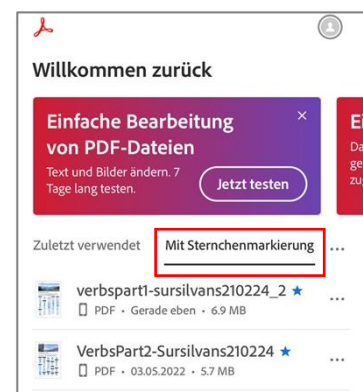 Willkommen zurück
Einfache Bearbeitung
von PDF-Dateien
Text und Bilder ändern. 7
Tage lang testen.
Jetzt testen
Zuletzt verwendet Mit Sternchenmarkierung
verbspart1-sursilvans210224_2
PDF • Gerade eben • 6.9 MB
VerbsPart2-Sursilvans210224
PDF • 03.05.2022 • 5.7 MB